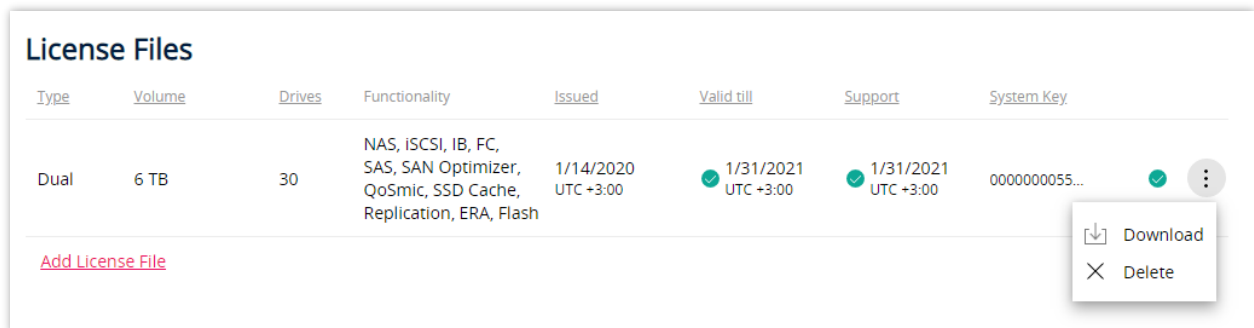 License Files
Type Volume Drives Functionality Issued Valid till Support System Key
NAS, iSCSI, IB, FC,
SAS, SAN Optimizer,
QoSmic, SSD Cache,
Replication, ERA, Flash
Dual 6 TB 30 1/14/2020 1/31/2021 1/31/2021 0000000055...
UTC +3:00 UTC +3:00 UTC +3:00
Download
Delete
Add License File